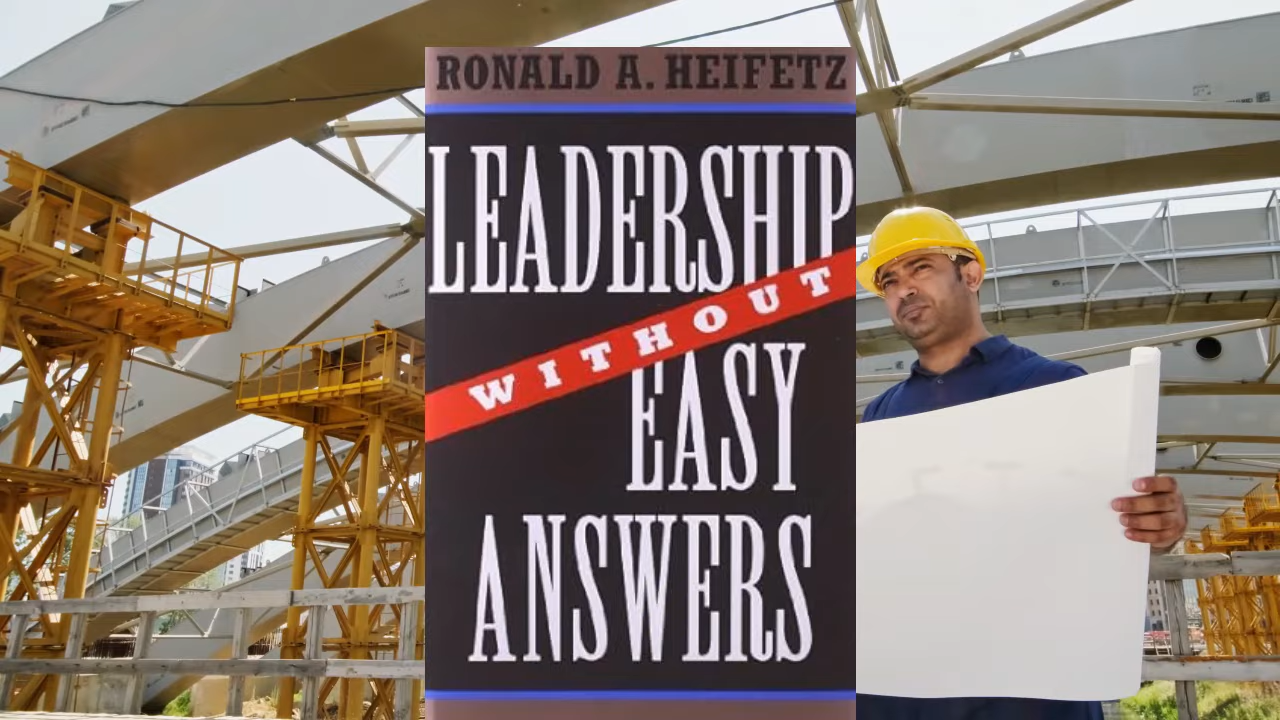 RONALD A. HEIFETZ
LEADERSHIP
WITHOUT
EASY
ANSWERS